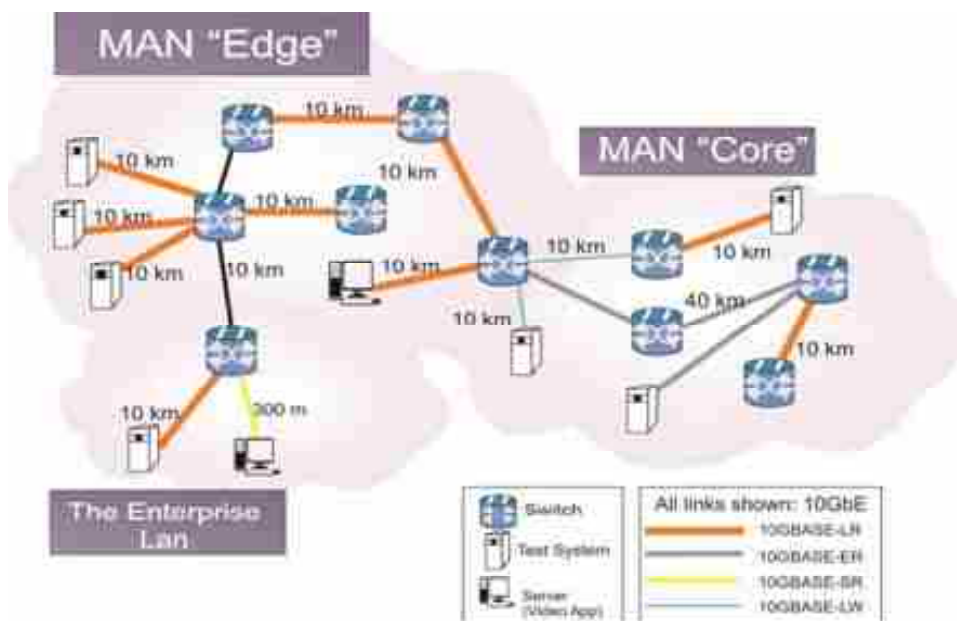 MAN "Edge"
10 km
MAN "Core"
10 km
10 km
10 km
10 km
10 km
10 km
10 km
10 km
10 km
10 km
40 km
10 km
10 km
10 km
300 m
The Enterprise
Lan
Switch
Test System
Server
(Video App)
All links shown: 10GbE
10GBASE-LR
10GBASE-ER
10GBASE-SR
10GBASE-LW